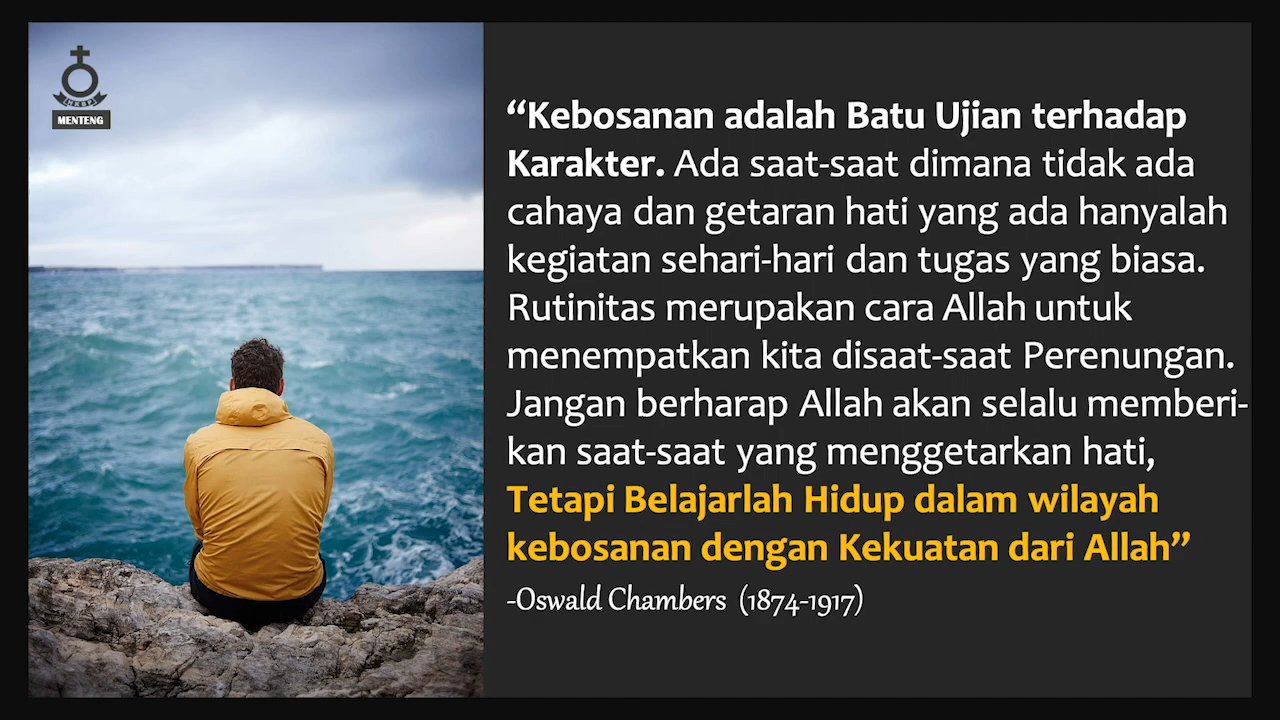 HKBP
MENTENG
“Kebosanan adalah Batu Ujian terhadap
Karakter. Ada saat-saat dimana tidak ada
cahaya dan getaran hati yang ada hanyalah
kegiatan sehari-hari dan tugas yang biasa.
Rutinitas merupakan cara Allah untuk
menempatkan kita disaat-saat Perenungan.
Jangan berharap Allah akan selalu memberi-
kan saat-saat yang menggetarkan hati,
Tetapi Belajarlah Hidup dalam wilayah
kebosanan dengan Kekuatan dari Allah”
-Oswald Chambers (1874-1917)